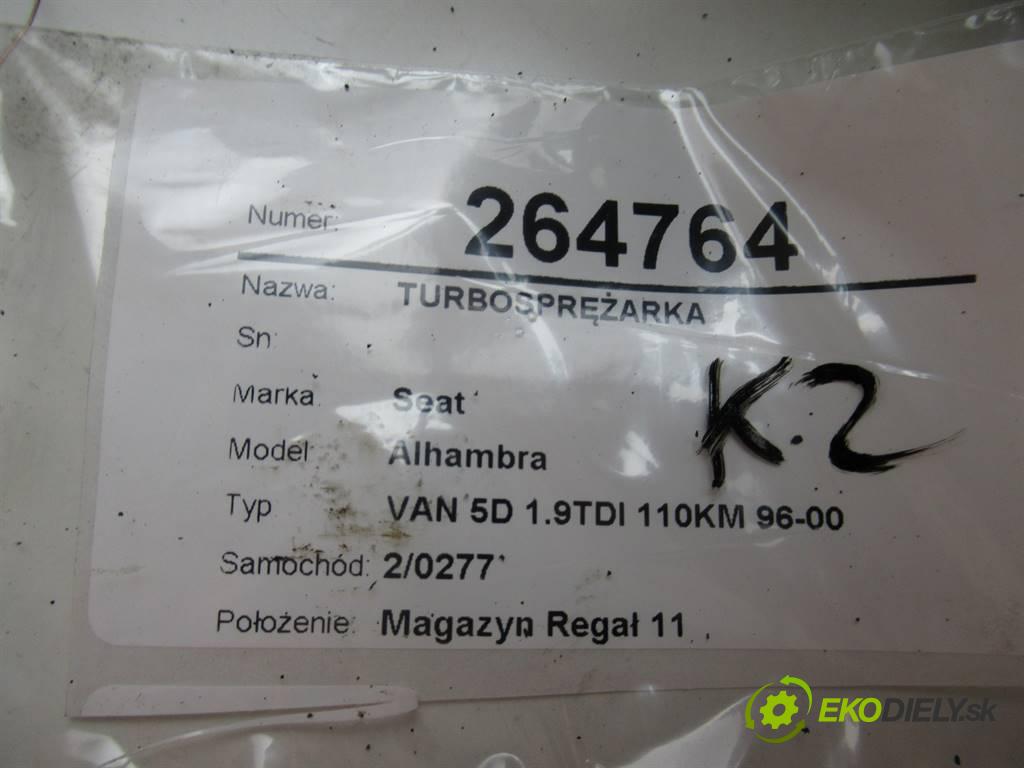 Numer: 264764
Nazwa: TURBOSPRĘŻARKA
Sn:
Marka: Seat
K.2
Model: Alhambra
Typ VAN 5D 1.9TDI 110KM 96-00
Samochód: 2/0277
Położenie: Magazyn Regał 11
EKODIELY.sk